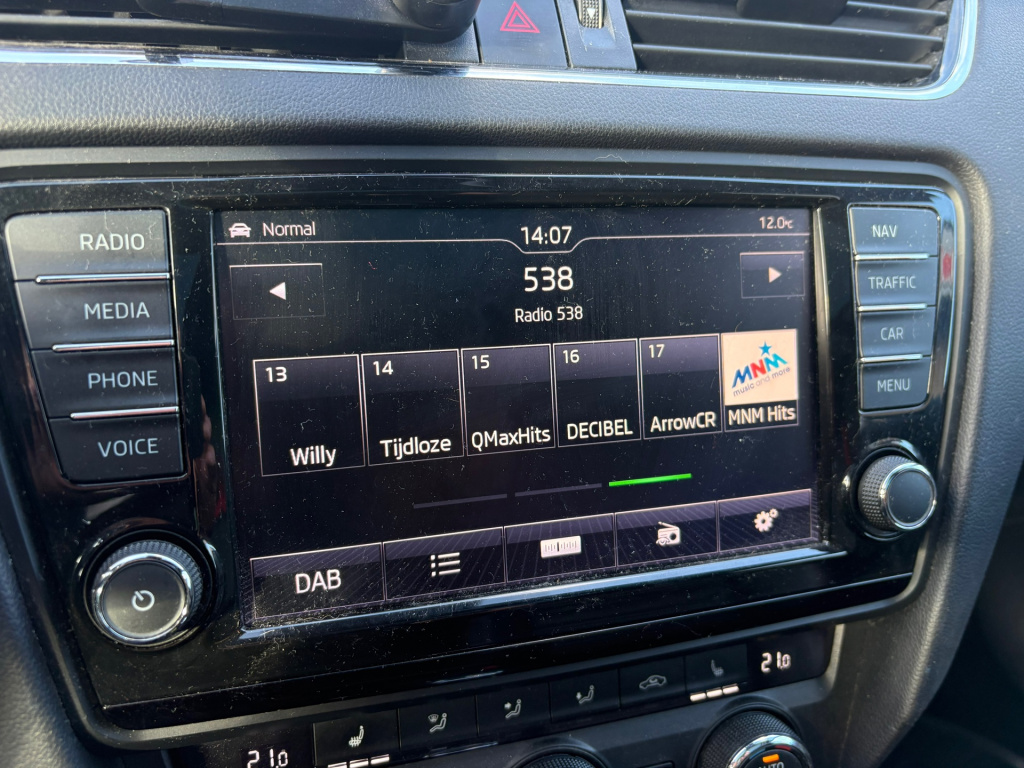 RADIO
MEDIA
PHONE
VOICE
Normal
14:07
12.0°C
538
Radio 538
13
Willy
14
Tijdloze
15
QMaxHits
16
DECIBEL
17
ArrowCR
MNM
music and more
MNM Hits
DAB
NAV
TRAFFIC
CAR
MENU
21.0
21.0
AUTO